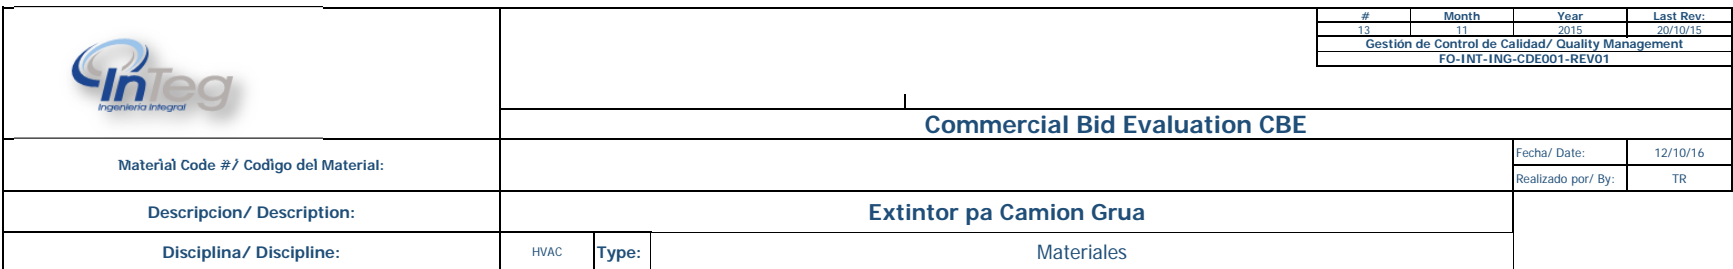 InTeg
Ingeniería Integral
# Month Year Last Rev:
13 11 2015 20/10/15
Gestión de Control de Calidad/ Quality Management
FO-INT-ING-CDE001-REV01
Commercial Bid Evaluation CBE
Material Code #/ Codigo del Material:
Fecha/ Date: 12/10/16
Realizado por/ By: TR
Descripcion/ Description: Extintor pa Camion Grua
Disciplina/ Discipline: HVAC Type: Materiales